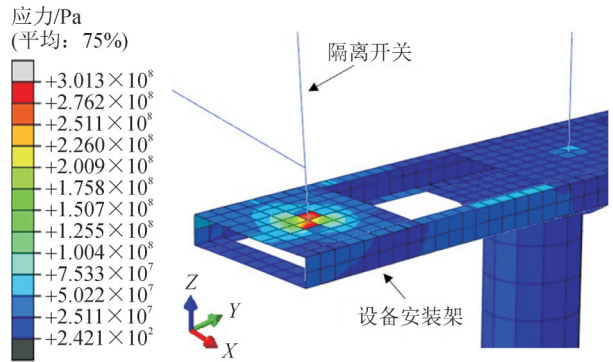 应力/Pa
(平均：75%)
+3.013×10⁸
+2.762×10⁸
+2.511×10⁸
+2.260×10⁸
+2.009×10⁸
+1.758×10⁸
+1.507×10⁸
+1.255×10⁸
+1.004×10⁸
+7.533×10⁷
+5.022×10⁷
+2.511×10⁷
+2.421×10²
隔离开关
设备安装架
Z
Y
X